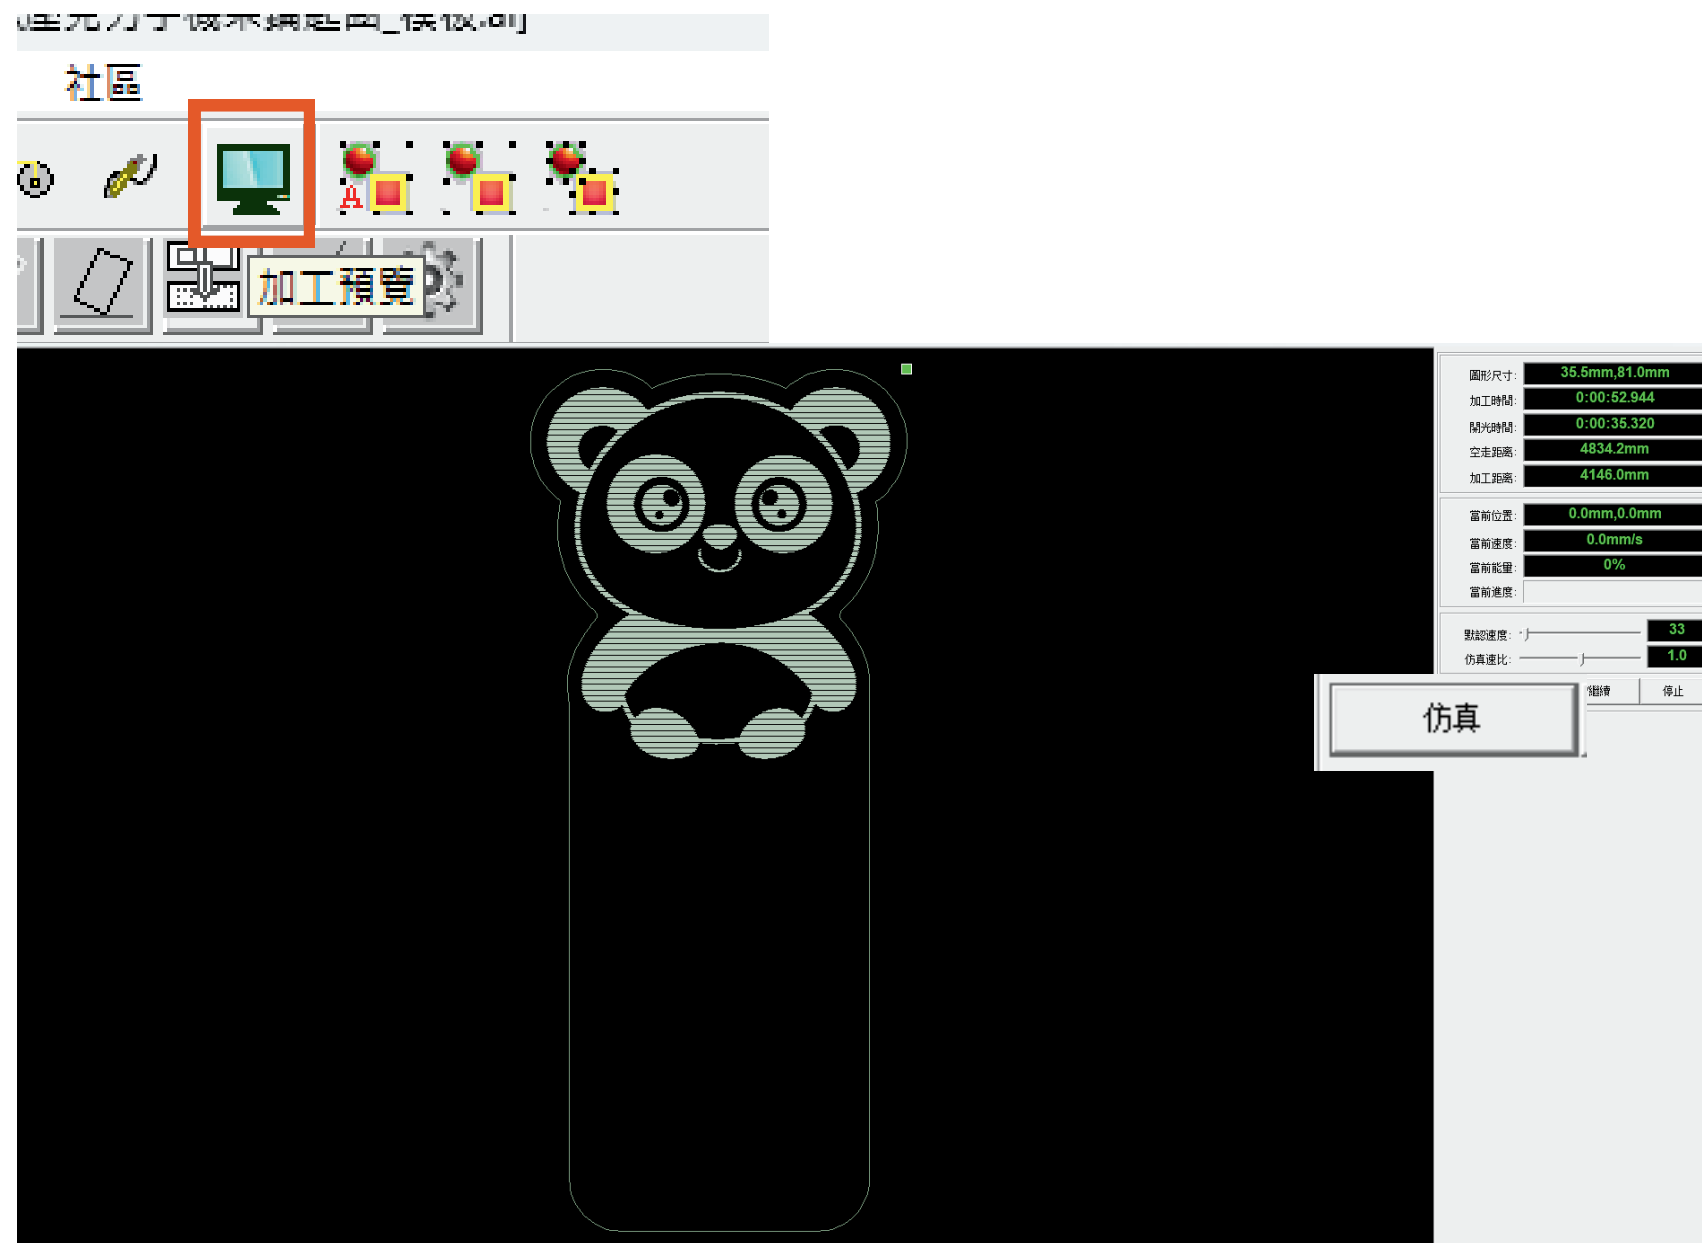 社區
加工預覽
圖形尺寸: 35.5mm,81.0mm
加工時間: 0:00:52.944
開光時間: 0:00:35.320
空走距離: 4834.2mm
加工距離: 4146.0mm
當前位置: 0.0mm,0.0mm
當前速度: 0.0mm/s
當前能量: 0%
當前進度:
默認速度: 33
仿真速比: 1.0
仿真 繼續 停止